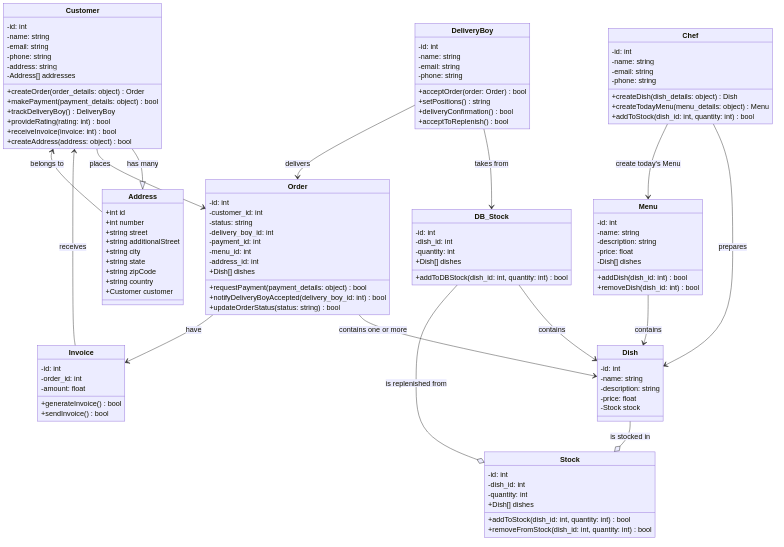 Customer
-id: int
-name: string
-email: string
-phone: string
-address: string
-Address[] addresses
+createOrder(order_details: object) : Order
+makePayment(payment_details: object) : bool
+trackDeliveryBoy() : DeliveryBoy
+provideRating(rating: int) : bool
+receiveInvoice(invoice: int) : bool
+createAddress(address: object) : bool
DeliveryBoy
-id: int
-name: string
-email: string
-phone: string
+acceptOrder(order: Order) : bool
+setPositions() : string
+deliveryConfirmation() : bool
+acceptToReplenish() : bool
Chef
-id: int
-name: string
-email: string
-phone: string
+createDish(dish_details: object) : Dish
+createTodayMenu(menu_details: object) : Menu
+addToStock(dish_id: int, quantity: int) : bool
belongs to
places
has many
delivers
takes from
create today's Menu
Address
+int id
+int number
+string street
+string additionalStreet
+string city
+string state
+string zipCode
+string country
+Customer customer
Order
-id: int
-customer_id: int
-status: string
-delivery_boy_id: int
-payment_id: int
-menu_id: int
-address_id: int
+Dish[] dishes
+requestPayment(payment_details: object) : bool
+notifyDeliveryBoyAccepted(delivery_boy_id: int) : bool
+updateOrderStatus(status: string) : bool
DB_Stock
-id: int
-dish_id: int
-quantity: int
+Dish[] dishes
+addToDBStock(dish_id: int, quantity: int) : bool
Menu
-id: int
-name: string
-description: string
-price: float
-Dish[] dishes
+addDish(dish_id: int) : bool
+removeDish(dish_id: int) : bool
receives
prepares
have
contains one or more
contains
contains
Invoice
-id: int
-order_id: int
-amount: float
+generateInvoice() : bool
+sendInvoice() : bool
Dish
-id: int
-name: string
-description: string
-price: float
-Stock stock
is replenished from
is stocked in
Stock
-id: int
-dish_id: int
-quantity: int
+Dish[] dishes
+addToStock(dish_id: int, quantity: int) : bool
+removeFromStock(dish_id: int, quantity: int) : bool